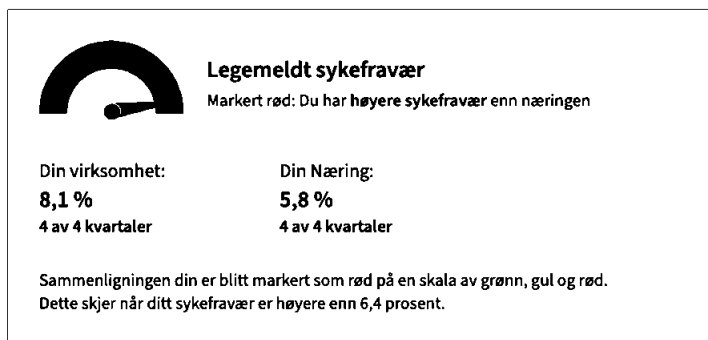 Legemeldt sykefravær
Markert rød: Du har høyere sykefravær enn næringen
Din virksomhet:
8,1 %
4 av 4 kvartaler
Din Næring:
5,8 %
4 av 4 kvartaler
Sammenligningen din er blitt markert som rød på en skala av grønn, gul og rød.
Dette skjer når ditt sykefravær er høyere enn 6,4 prosent.